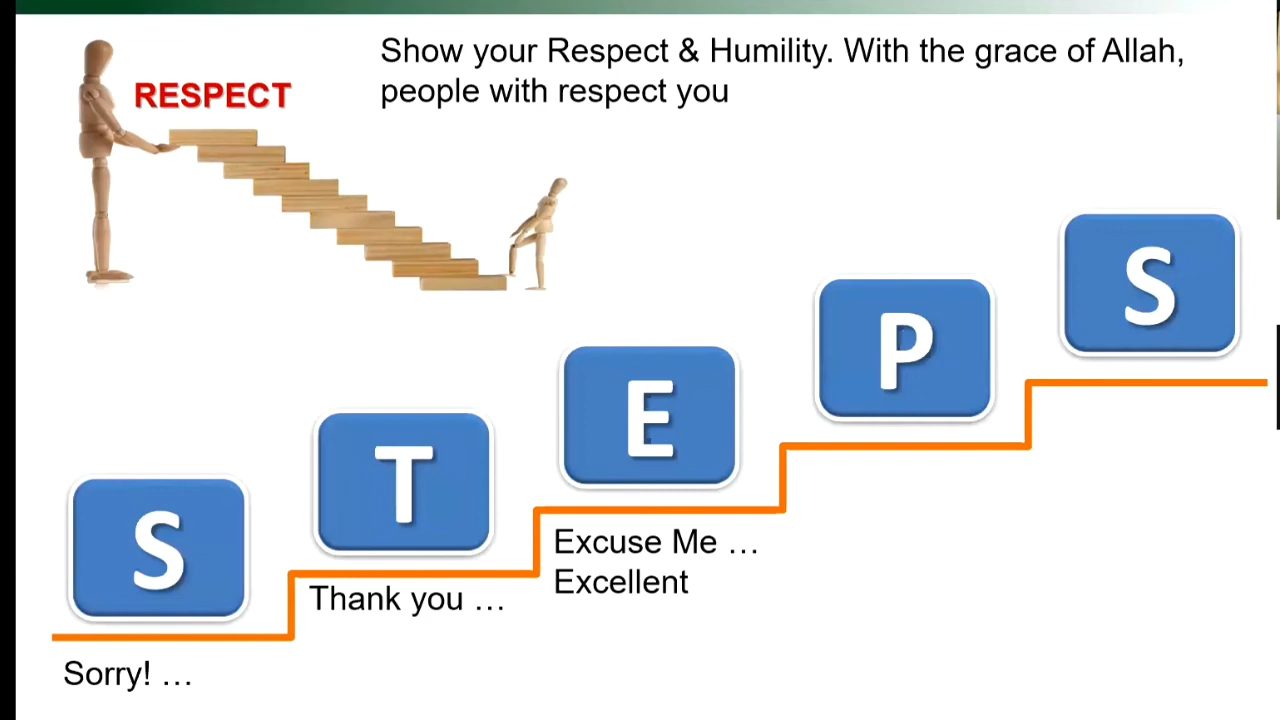 Show your Respect & Humility. With the grace of Allah,
people with respect you
RESPECT
S
T
E
P
S
Sorry! …
Thank you …
Excuse Me …
Excellent